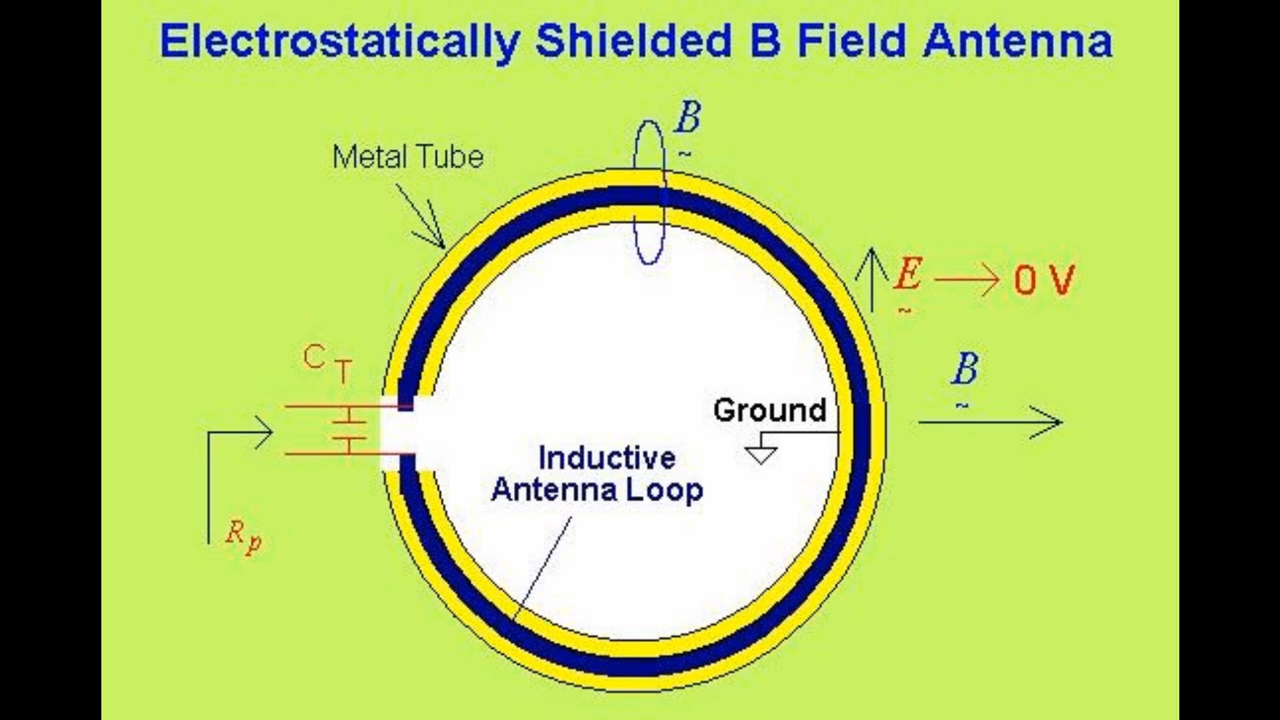 Electrostatically Shielded B Field Antenna
B
~
Metal Tube
E → 0 V
~
C T
B
~
Ground
Inductive
Antenna Loop
R p